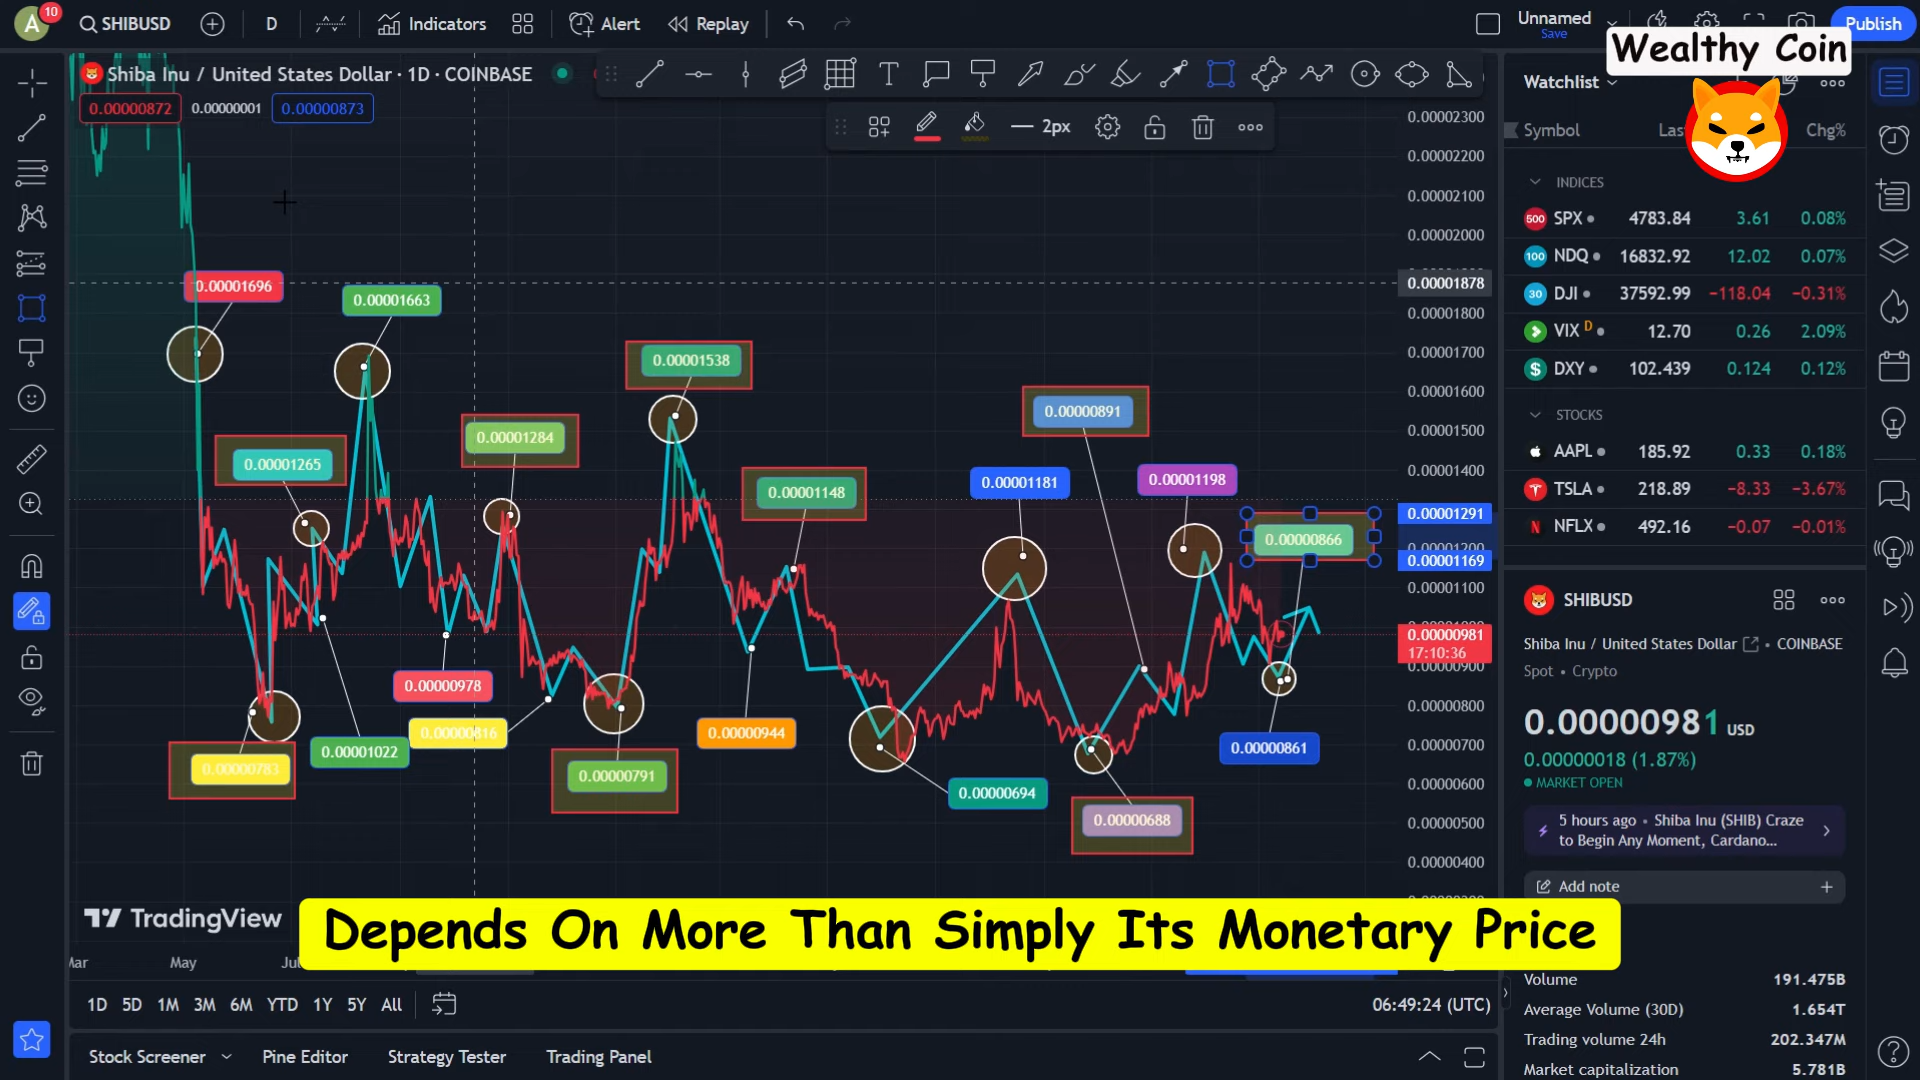 A
10
SHIBUSD
D
Indicators
Alert
Replay
Unnamed
Save
Publish
Wealthy Coin
Shiba Inu / United States Dollar · 1D · COINBASE
0.00000872
0.00000001
0.00000873
2px
Watchlist
Symbol
Las
Chg%
INDICES
500 SPX 4783.84 3.61 0.08%
100 NDQ 16832.92 12.02 0.07%
30 DJI 37592.99 −118.04 −0.31%
VIX D 12.70 0.26 2.09%
$ DXY 102.439 0.124 0.12%
STOCKS
AAPL 185.92 0.33 0.18%
TSLA 218.89 −8.33 −3.67%
N NFLX 492.16 −0.07 −0.01%
0.00002300
0.00002200
0.00002100
0.00002000
0.00001878
0.00001800
0.00001700
0.00001600
0.00001500
0.00001400
0.00001291
0.00001169
0.00001100
0.00000981
17:10:36
0.00000900
0.00000800
0.00000700
0.00000600
0.00000500
0.00000400
0.00001696
0.00001663
0.00001538
0.00001265
0.00001284
0.00001148
0.00000891
0.00001181
0.00001198
0.00000866
0.00000978
0.00000816
0.00000944
0.00001022
0.00000783
0.00000791
0.00000694
0.00000688
0.00000861
SHIBUSD
Shiba Inu / United States Dollar • COINBASE
Spot • Crypto
0.00000981 USD
0.00000018 (1.87%)
MARKET OPEN
5 hours ago • Shiba Inu (SHIB) Craze
to Begin Any Moment, Cardano...
Add note
TradingView
Depends On More Than Simply Its Monetary Price
Mar
May
Volume 191.475B
Average Volume (30D) 1.654T
Trading volume 24h 202.347M
Market capitalization 5.781B
1D 5D 1M 3M 6M YTD 1Y 5Y All
06:49:24 (UTC)
Stock Screener
Pine Editor
Strategy Tester
Trading Panel